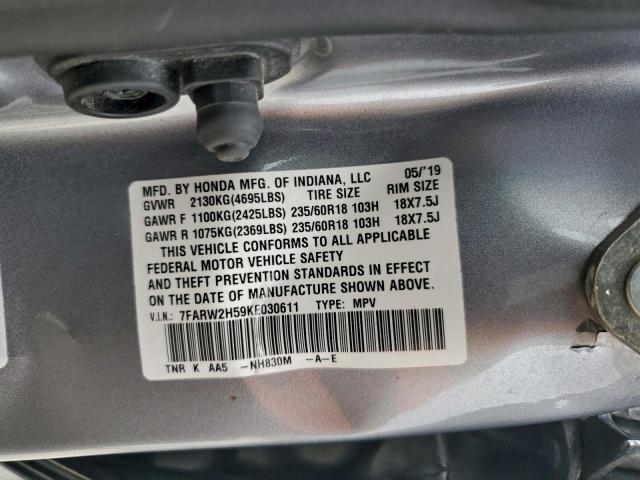 MFD. BY HONDA MFG. OF INDIANA, LLC 05/'19
GVWR 2130KG(4695LBS) TIRE SIZE RIM SIZE
GAWR F 1100KG(2425LBS) 235/60R18 103H 18X7.5J
GAWR R 1075KG(2369LBS) 235/60R18 103H 18X7.5J
THIS VEHICLE CONFORMS TO ALL APPLICABLE
FEDERAL MOTOR VEHICLE SAFETY
AND THEFT PREVENTION STANDARDS IN EFFECT
ON THE DATE OF MANUFACTURE SHOWN ABOVE.
V.I.N.: 7FARW2H59KE030611 TYPE: MPV
TNR K AA5 -NH830M -A-E